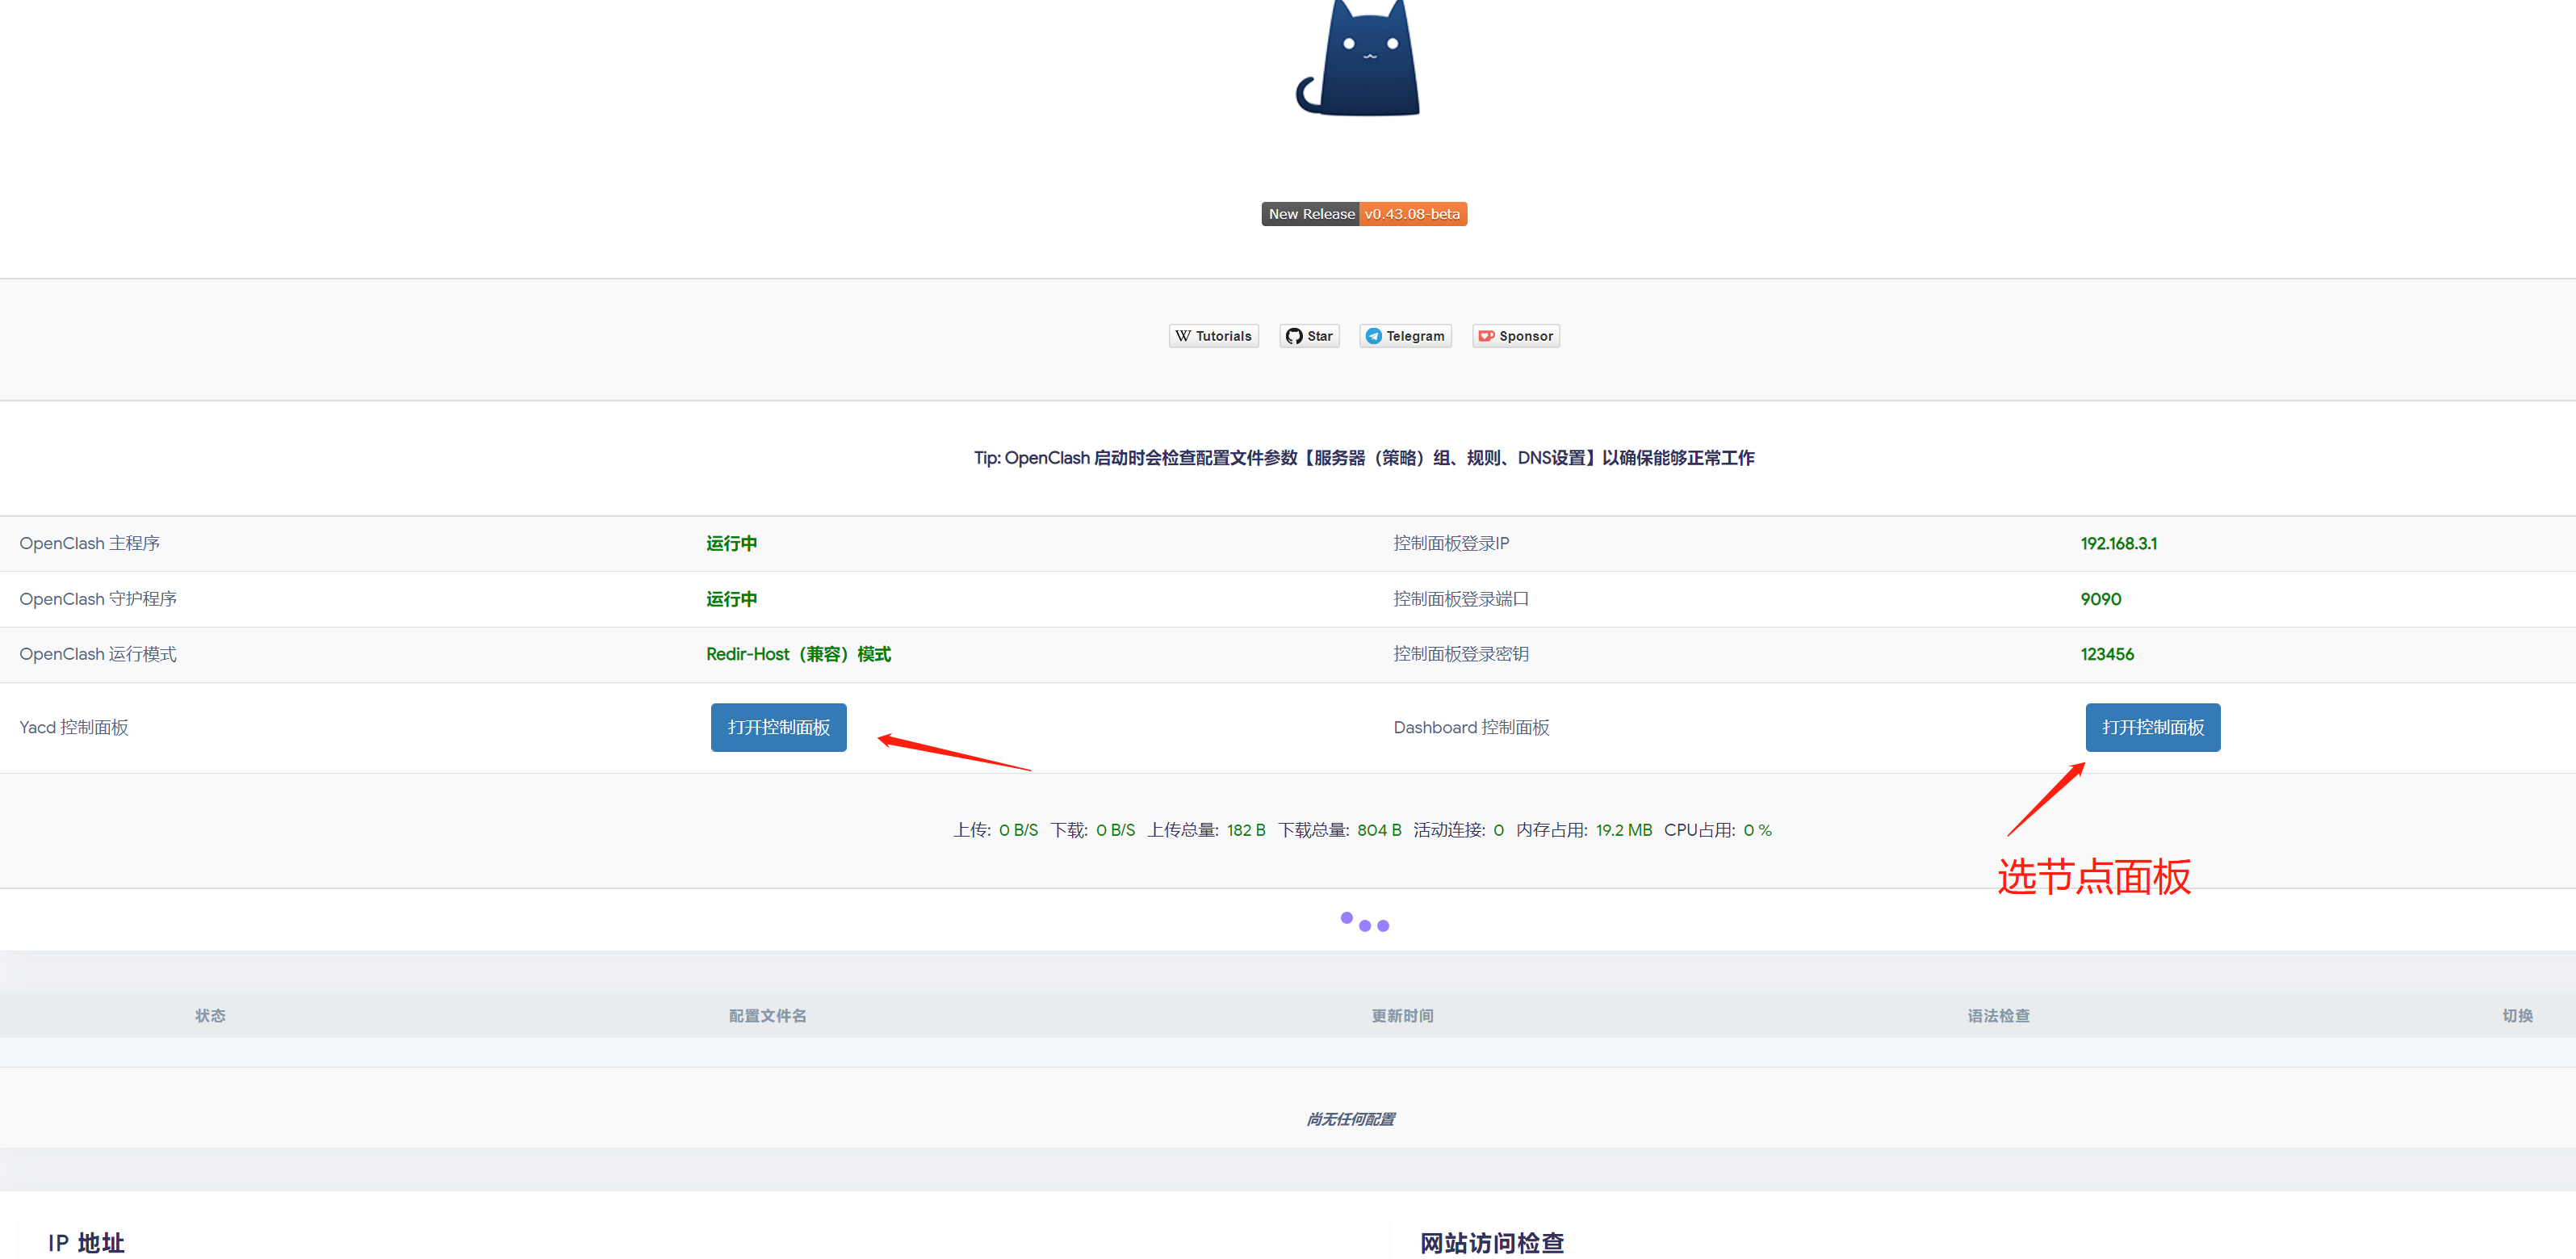 New Release v0.43.08-beta
Tutorials Star Telegram Sponsor
Tip: OpenClash 启动时会检查配置文件参数【服务器（策略）组、规则、DNS设置】以确保能够正常工作
OpenClash 主程序 运行中 控制面板登录IP 192.168.3.1
OpenClash 守护程序 运行中 控制面板登录端口 9090
OpenClash 运行模式 Redir-Host（兼容）模式 控制面板登录密钥 123456
Yacd 控制面板 打开控制面板 Dashboard 控制面板 打开控制面板
上传: 0 B/S 下载: 0 B/S 上传总量: 182 B 下载总量: 804 B 活动连接: 0 内存占用: 19.2 MB CPU占用: 0 %
选节点面板
状态 配置文件名 更新时间 语法检查 切换
尚无任何配置
IP 地址 网站访问检查